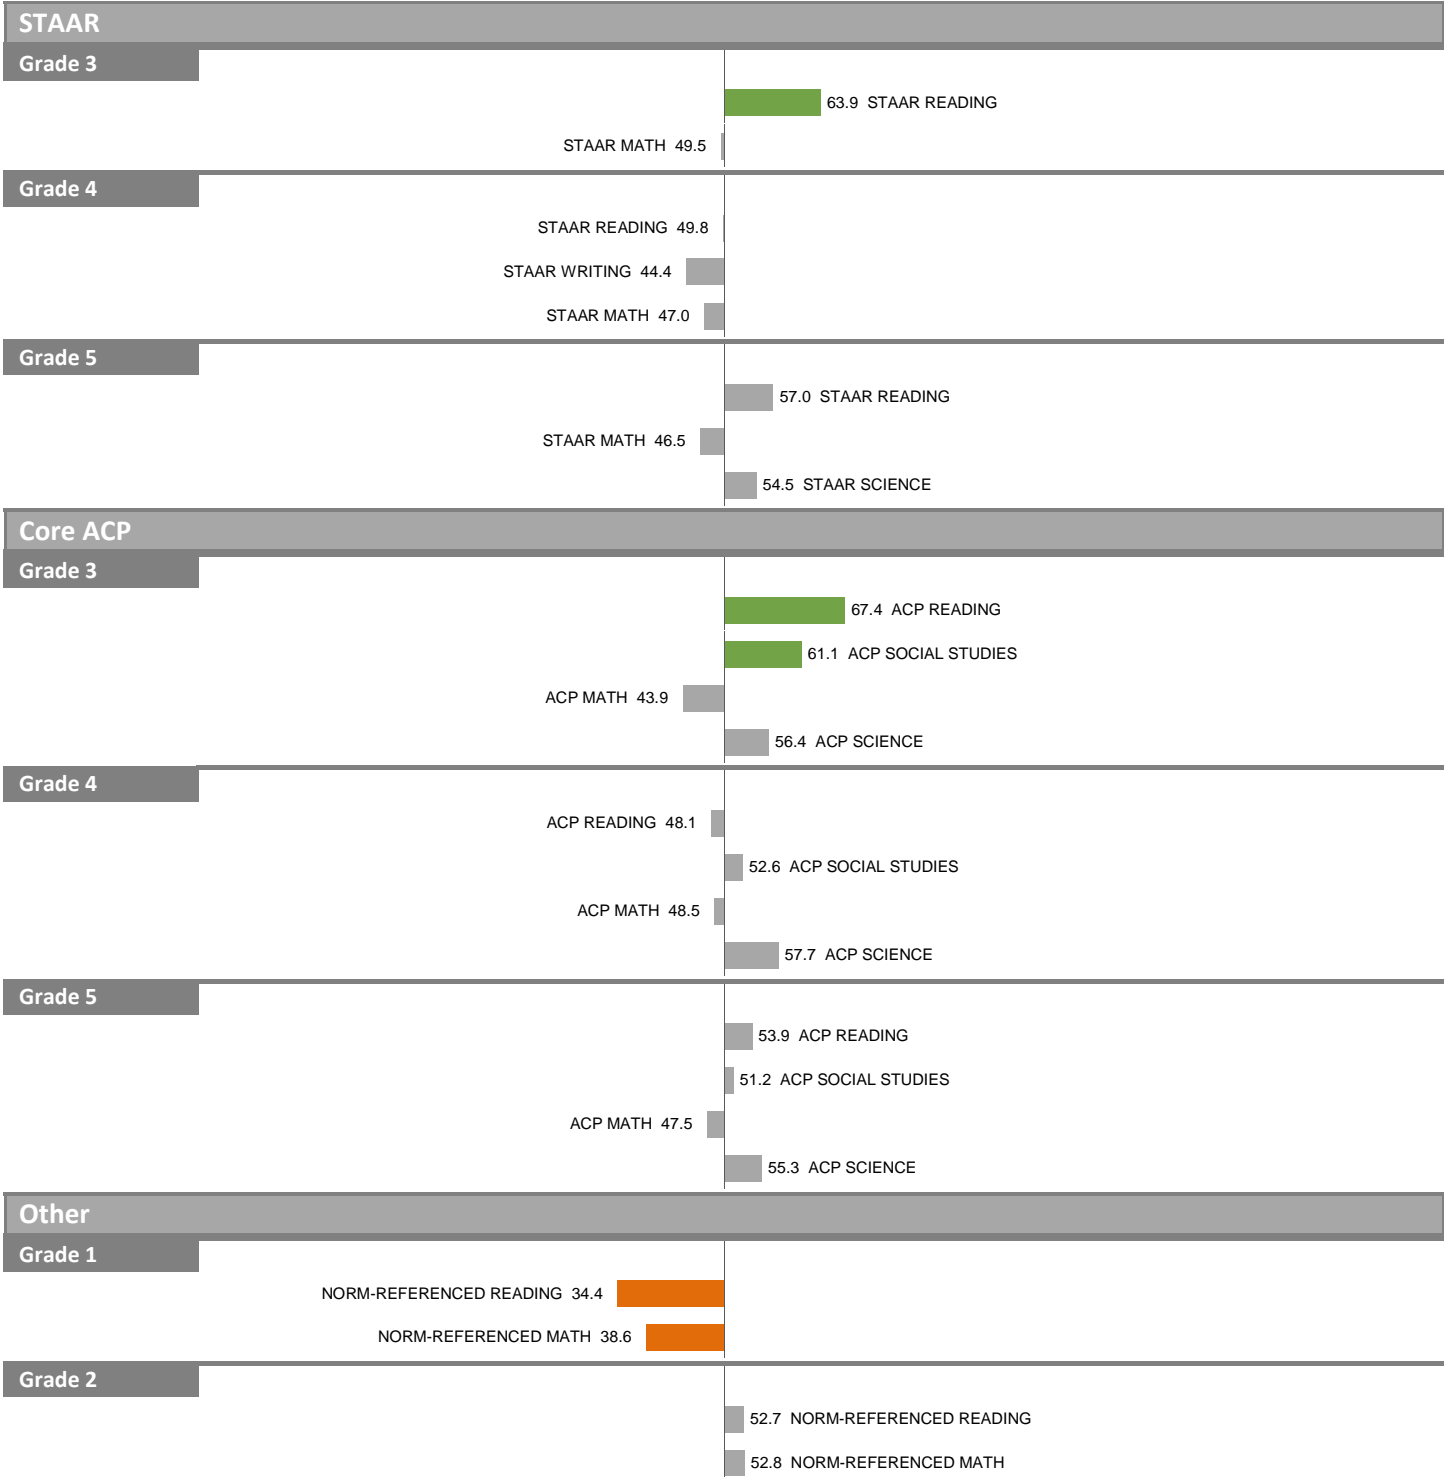 STAAR
Grade 3
63.9 STAAR READING
STAAR MATH 49.5
Grade 4
STAAR READING 49.8
STAAR WRITING 44.4
STAAR MATH 47.0
Grade 5
57.0 STAAR READING
STAAR MATH 46.5
54.5 STAAR SCIENCE
Core ACP
Grade 3
67.4 ACP READING
61.1 ACP SOCIAL STUDIES
ACP MATH 43.9
56.4 ACP SCIENCE
Grade 4
ACP READING 48.1
52.6 ACP SOCIAL STUDIES
ACP MATH 48.5
57.7 ACP SCIENCE
Grade 5
53.9 ACP READING
51.2 ACP SOCIAL STUDIES
ACP MATH 47.5
55.3 ACP SCIENCE
Other
Grade 1
NORM-REFERENCED READING 34.4
NORM-REFERENCED MATH 38.6
Grade 2
52.7 NORM-REFERENCED READING
52.8 NORM-REFERENCED MATH